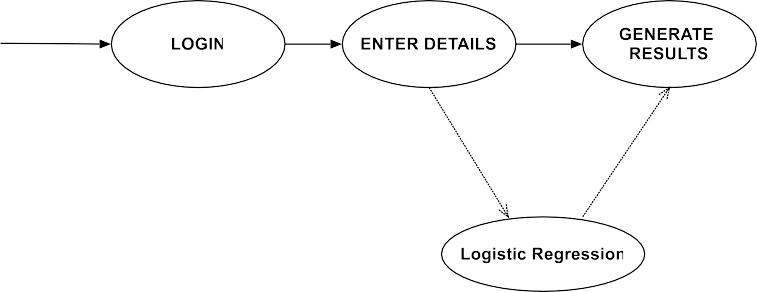 LOGIN
ENTER DETAILS
GENERATE
RESULTS
Logistic Regression